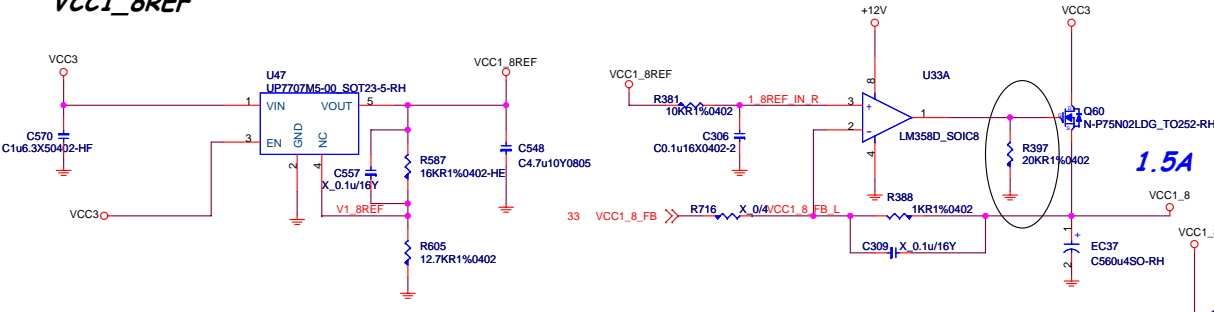 VCC1_8REF
VCC3
U47
UP7707M5-00_SOT23-5-RH
1
VIN
VOUT
5
3
EN
GND
NC
2
4
C570
C1u6.3X50402-HF
VCC3
VCC1_8REF
C557
X_0.1u/16Y
R587
16KR1%0402-HE
C548
C4.7u10Y0805
V1_8REF
R605
12.7KR1%0402
VCC1_8REF
R381
10KR1%0402
1_8REF_IN_R
C306
C0.1u16X0402-2
+12V
8
U33A
3
+
2
-
1
4
LM358D_SOIC8
VCC3
Q60
N-P75N02LDG_TO252-RH
R397
20KR1%0402
1.5A
33
VCC1_8_FB
R716
X_0/4
VCC1_8_FB_L
R388
1KR1%0402
C309
X_0.1u/16Y
VCC1_8
1
+
2
EC37
C560u4SO-RH